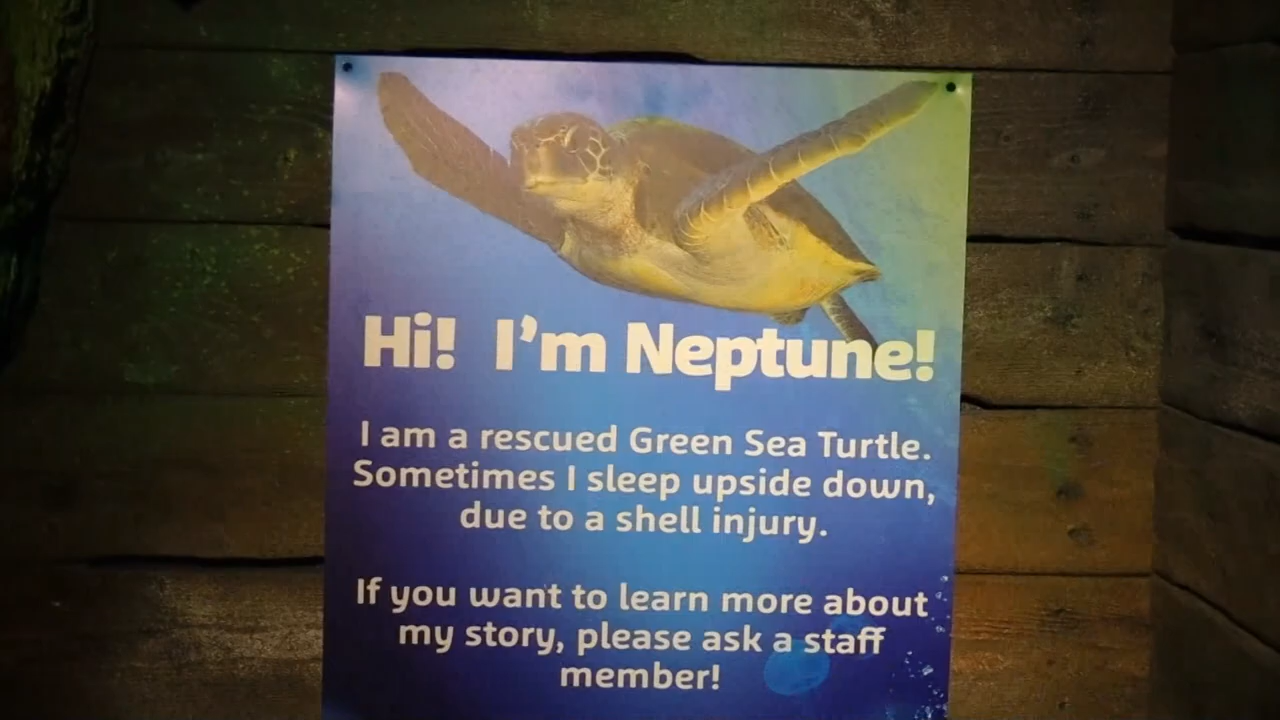 Hi! I'm Neptune!
I am a rescued Green Sea Turtle.
Sometimes I sleep upside down,
due to a shell injury.
If you want to learn more about
my story, please ask a staff
member!